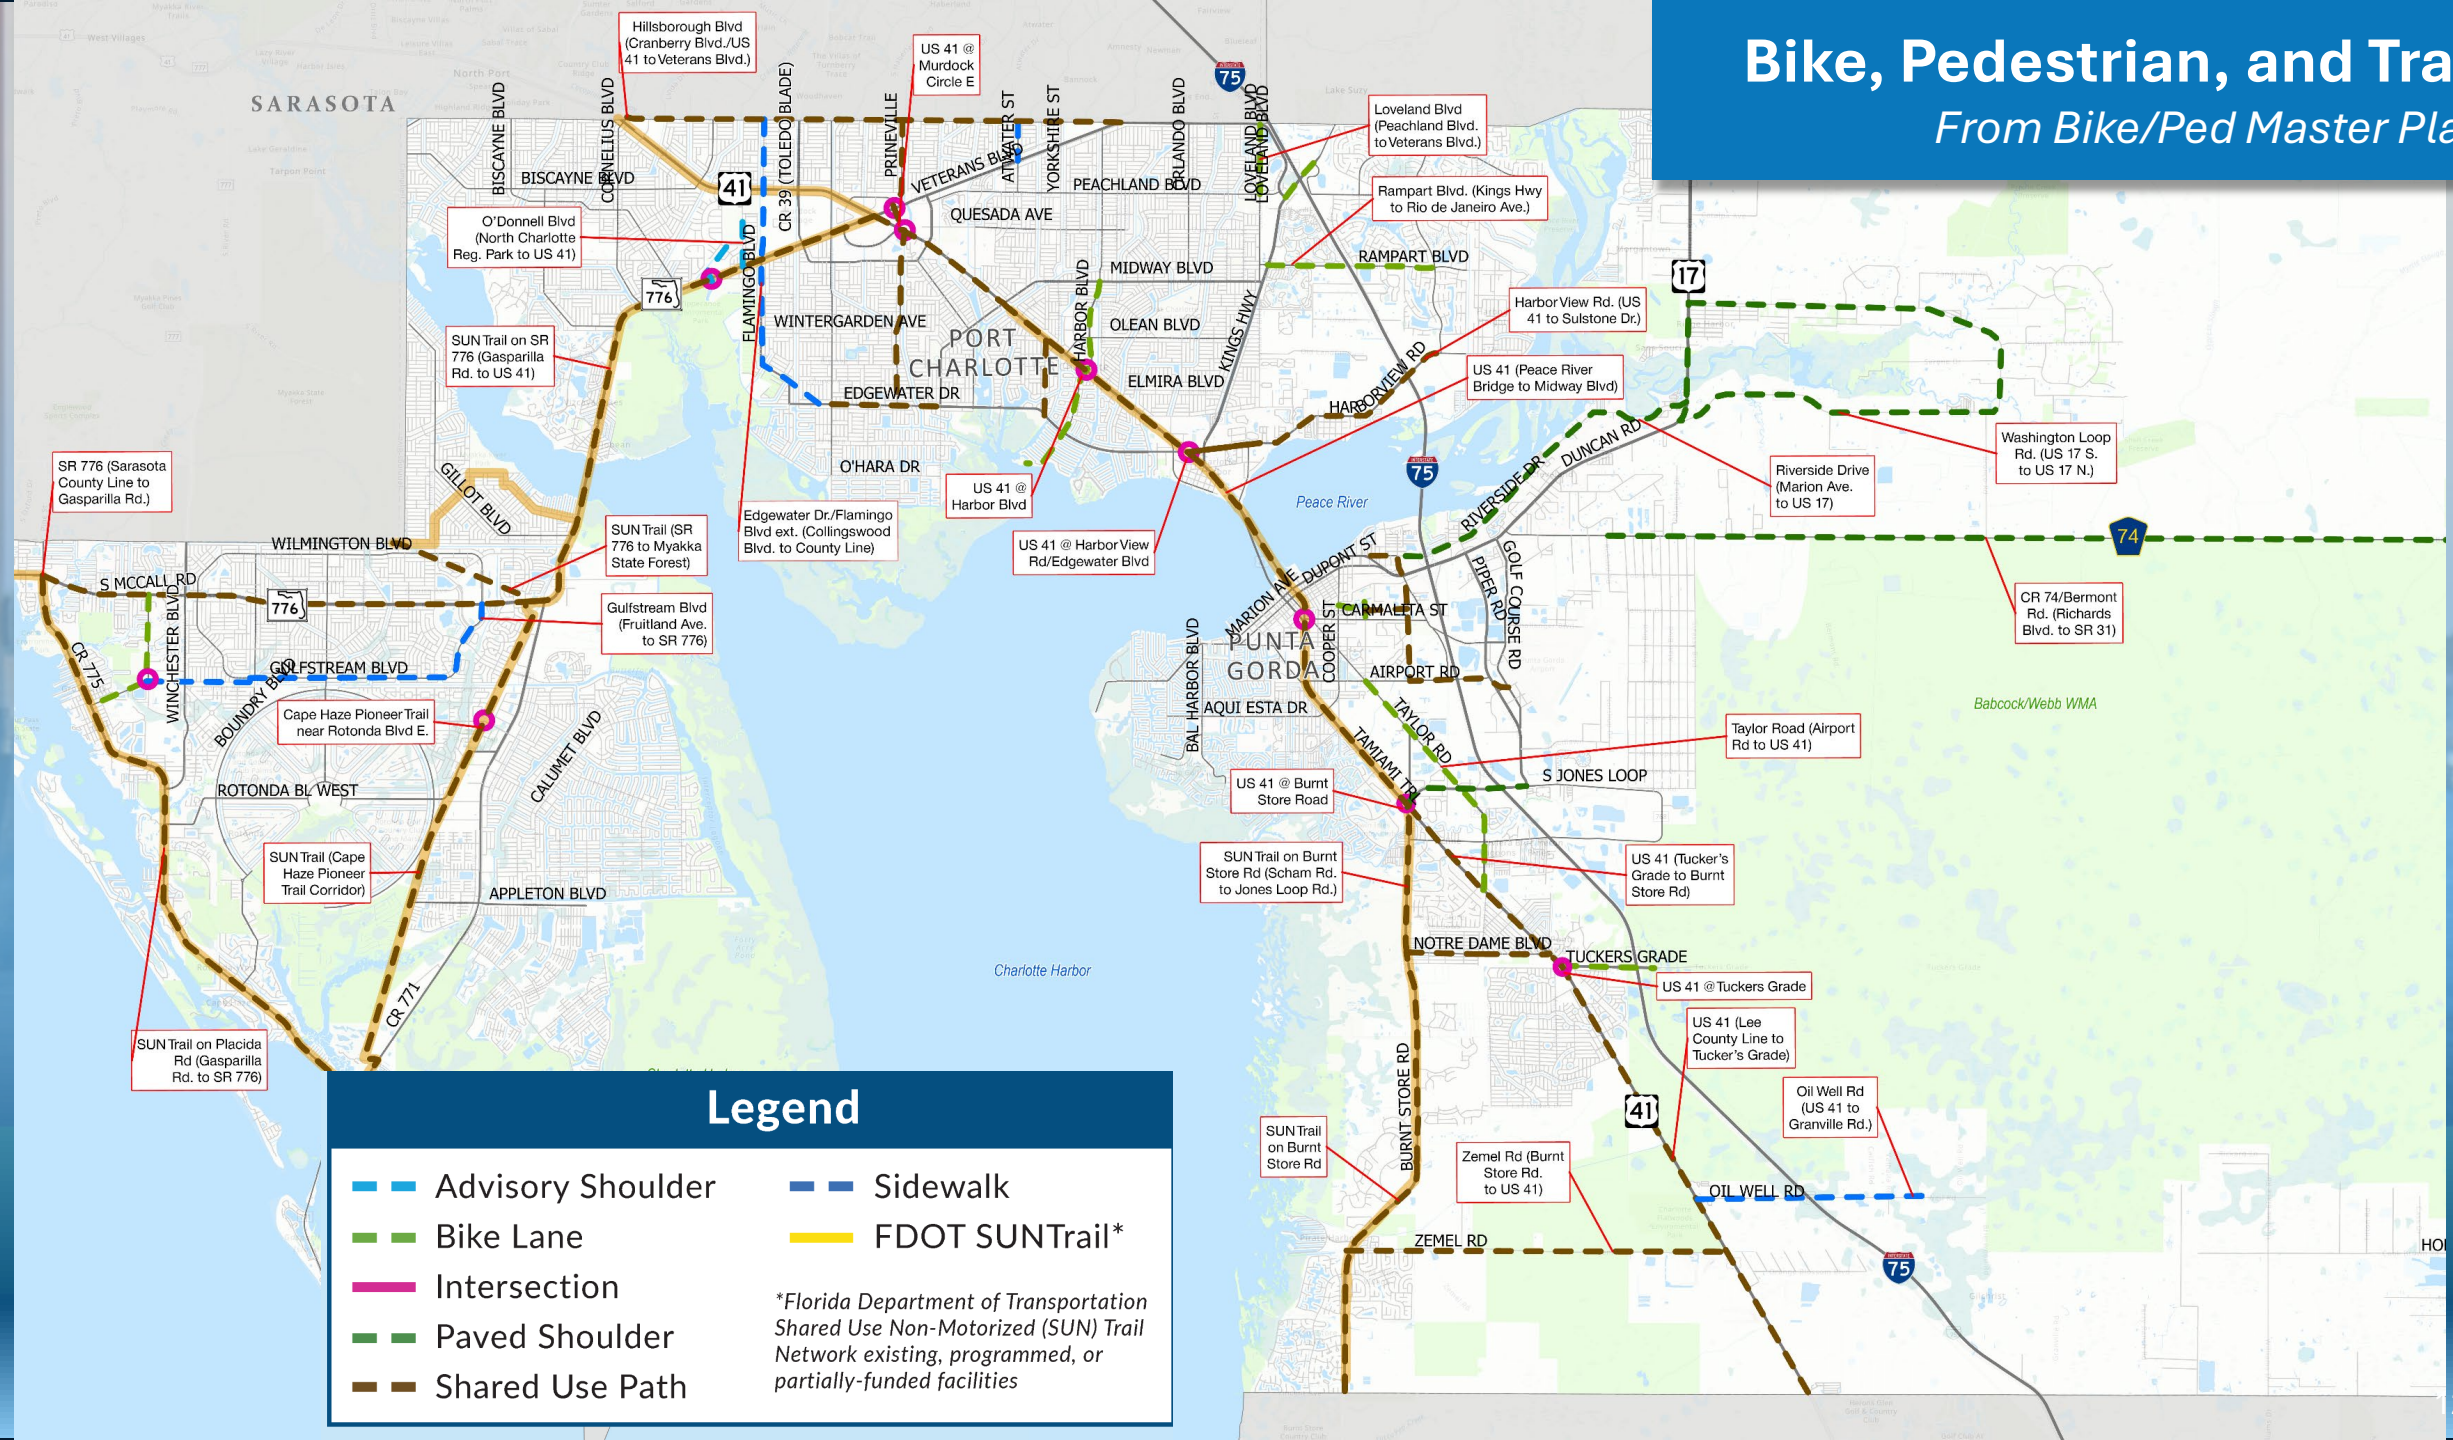 Bike, Pedestrian, and Tra
From Bike/Ped Master Pla
Hillsborough Blvd
(Cranberry Blvd./US
41 to Veterans Blvd.)
US 41 @
Murdock
Circle E
75
Loveland Blvd
(Peachland Blvd.
to Veterans Blvd.)
Rampart Blvd. (Kings Hwy
to Rio de Janeiro Ave.)
SARASOTA
BISCAYNE BLVD
CORNELIUS BLVD
CR 39 (TOLEDO BLADE)
PRINEVILLE
ATWATER ST
YORKSHIRE ST
ORLANDO BLVD
LOVELAND BLVD
LOVELAND BLVD
BISCAYNE BLVD
41
VETERANS BLVD
PEACHLAND BLVD
QUESADA AVE
O'Donnell Blvd
(North Charlotte
Reg. Park to US 41)
FLAMINGO BLVD
MIDWAY BLVD
RAMPART BLVD
17
776
HARBOR BLVD
KINGS HWY
WINTERGARDEN AVE
OLEAN BLVD
PORT
CHARLOTTE
Harbor View Rd. (US
41 to Sulstone Dr.)
SUN Trail on SR
776 (Gasparilla
Rd. to US 41)
US 41 (Peace River
Bridge to Midway Blvd)
ELMIRA BLVD
EDGEWATER DR
HARBORVIEW RD
DUNCAN RD
Washington Loop
Rd. (US 17 S.
to US 17 N.)
SR 776 (Sarasota
County Line to
Gasparilla Rd.)
GILLOT BLVD
O'HARA DR
US 41 @
Harbor Blvd
Peace River
75
RIVERSIDE DR
Riverside Drive
(Marion Ave.
to US 17)
Edgewater Dr./Flamingo
Blvd ext. (Collingswood
Blvd. to County Line)
SUN Trail (SR
776 to Myakka
State Forest)
US 41 @ Harbor View
Rd/Edgewater Blvd
74
WILMINGTON BLVD
S MCCALL RD
776
Gulfstream Blvd
(Fruitland Ave.
to SR 776)
MARION AVE
DUPONT ST
CARMALITA ST
PIPER RD
GOLF COURSE RD
CR 74/Bermont
Rd. (Richards
Blvd. to SR 31)
CR 775
WINCHESTER BLVD
GULFSTREAM BLVD
BOUNDRY BLVD
PUNTA
GORDA
COOPER ST
BAL HARBOR BLVD
AIRPORT RD
Cape Haze Pioneer Trail
near Rotonda Blvd E.
CALUMET BLVD
AQUI ESTA DR
TAYLOR RD
TAMIAMI TRL
Babcock/Webb WMA
Taylor Road (Airport
Rd to US 41)
ROTONDA BL WEST
US 41 @ Burnt
Store Road
S JONES LOOP
SUN Trail (Cape
Haze Pioneer
Trail Corridor)
APPLETON BLVD
SUN Trail on Burnt
Store Rd (Scham Rd.
to Jones Loop Rd.)
US 41 (Tucker's
Grade to Burnt
Store Rd)
NOTRE DAME BLVD
TUCKERS GRADE
US 41 @ Tuckers Grade
Charlotte Harbor
CR 771
SUN Trail on Placida
Rd (Gasparilla
Rd. to SR 776)
US 41 (Lee
County Line to
Tucker's Grade)
BURNT STORE RD
41
Oil Well Rd
(US 41 to
Granville Rd.)
SUN Trail
on Burnt
Store Rd
Zemel Rd (Burnt
Store Rd.
to US 41)
OIL WELL RD
ZEMEL RD
75
HO
Legend
Advisory Shoulder
Bike Lane
Intersection
Paved Shoulder
Shared Use Path
Sidewalk
FDOT SUNTrail*
*Florida Department of Transportation
Shared Use Non-Motorized (SUN) Trail
Network existing, programmed, or
partially-funded facilities